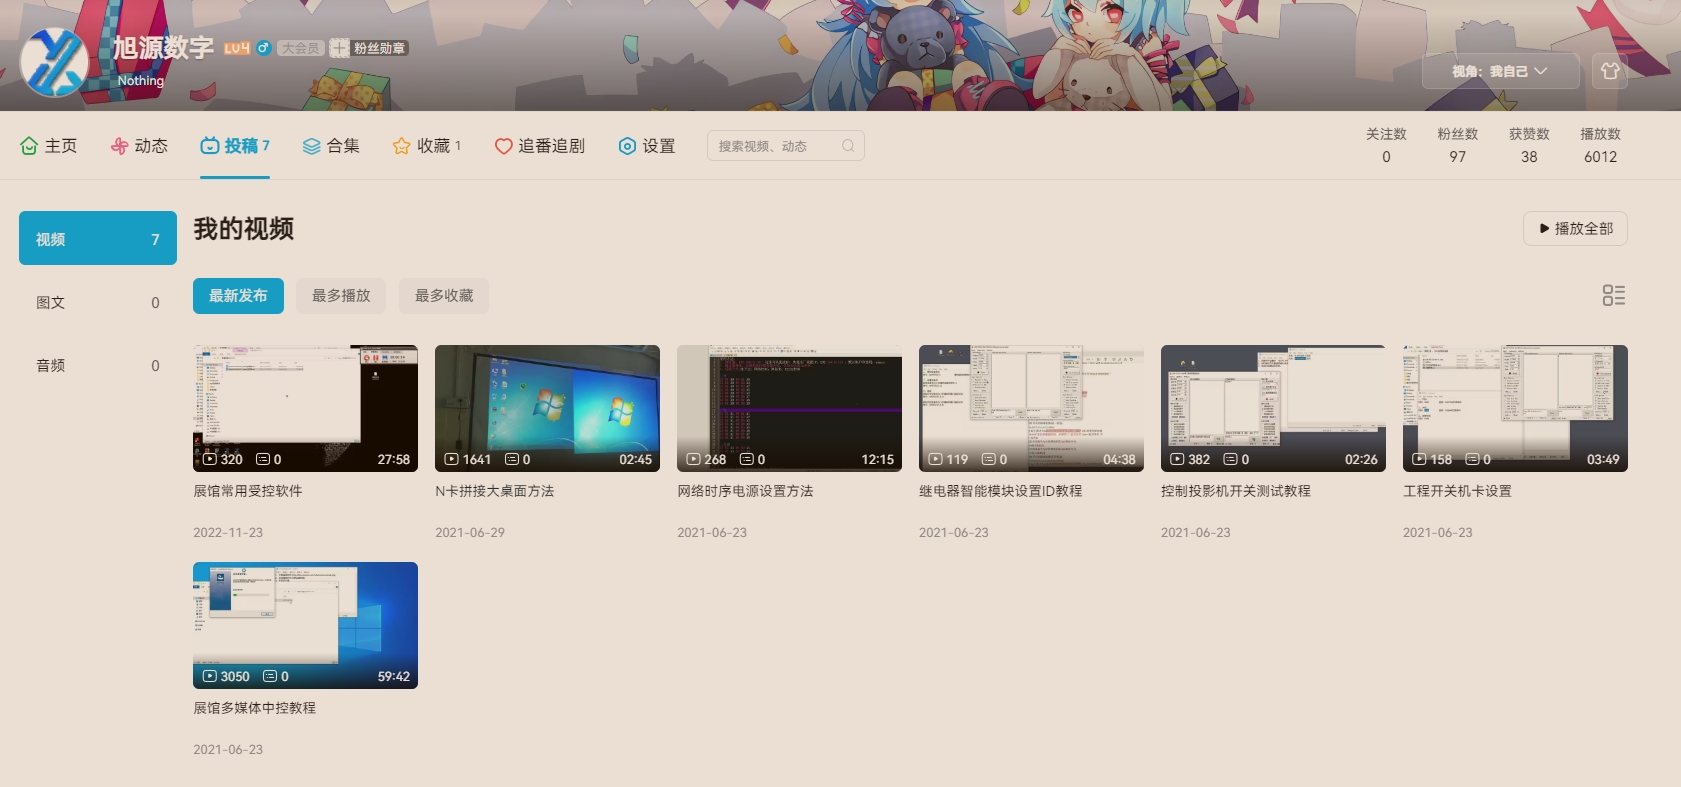 旭源数字 LV4 大会员 粉丝勋章
Nothing
视角：我自己
主页 动态 投稿 7 合集 收藏 1 追番追剧 设置 搜索视频、动态
关注数 粉丝数 获赞数 播放数
0 97 38 6012
视频 7
图文 0
音频 0
我的视频
播放全部
最新发布 最多播放 最多收藏
320 0 27:58
1641 0 02:45
268 0 12:15
119 0 04:38
382 0 02:26
158 0 03:49
展馆常用受控软件
N卡拼接大桌面方法
网络时序电源设置方法
继电器智能模块设置ID教程
控制投影机开关测试教程
工程开关机卡设置
2022-11-23
2021-06-29
2021-06-23
2021-06-23
2021-06-23
2021-06-23
3050 0 59:42
展馆多媒体中控教程
2021-06-23